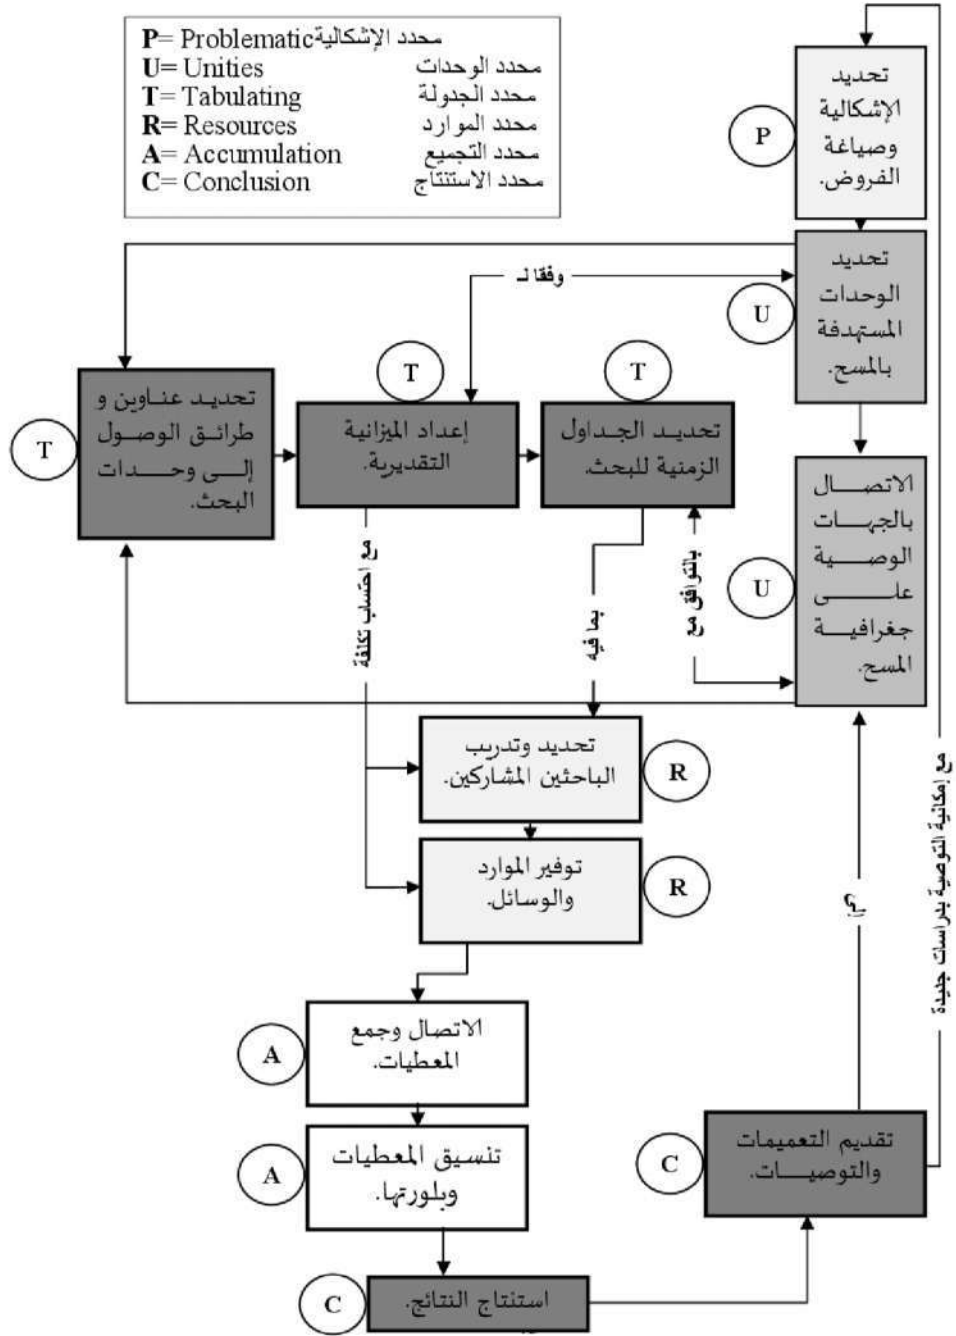 P= Problematic محدد الإشكالية
U= Unities محدد الوحدات
T= Tabulating محدد الجدولة
R= Resources محدد الموارد
A= Accumulation محدد التجميع
C= Conclusion محدد الاستنتاج
تحديد
الإشكالية
وصياغة
الفروض.
P
تحديد
الوحدات
المستهدفة
بالمسح.
U
وفقا لـ
T
T
تحديد عناوين و
طرائق الوصول
إلى وحدات
البحث.
T
إعداد الميزانية
التقديرية.
تحديد الجداول
الزمنية للبحث.
الاتصال
بالجهات
الوصية
على
جغرافية
المسح.
U
مع احتساب تكلفة
بما فيه
بالتوافق مع
تحديد وتدريب
الباحثين المشاركين.
R
توفير الموارد
والوسائل.
R
إلى
مع إمكانية التوصية بدراسات جديدة
الاتصال وجمع
المعطيات.
A
تنسيق المعطيات
وبلورتها.
A
تقديم التعميمات
والتوصيات.
C
استنتاج النتائج.
C